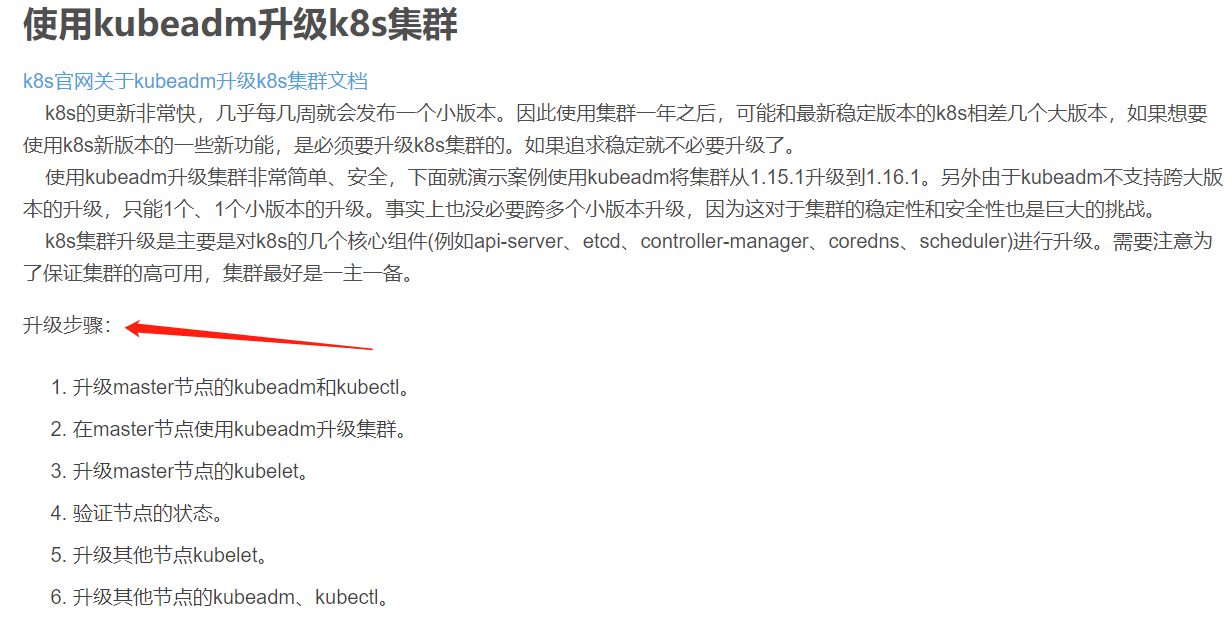 使用kubeadm升级k8s集群
k8s官网关于kubeadm升级k8s集群文档
k8s的更新非常快，几乎每几周就会发布一个小版本。因此使用集群一年之后，可能和最新稳定版本的k8s相差几个大版本，如果想要
使用k8s新版本的一些新功能，是必须要升级k8s集群的。如果追求稳定就不必要升级了。
使用kubeadm升级集群非常简单、安全，下面就演示案例使用kubeadm将集群从1.15.1升级到1.16.1。另外由于kubeadm不支持跨大版
本的升级，只能1个、1个小版本的升级。事实上也没必要跨多个小版本升级，因为这对于集群的稳定性和安全性也是巨大的挑战。
k8s集群升级是主要是对k8s的几个核心组件(例如api-server、etcd、controller-manager、coredns、scheduler)进行升级。需要注意为
了保证集群的高可用，集群最好是一主一备。
升级步骤：
1. 升级master节点的kubeadm和kubectl。
2. 在master节点使用kubeadm升级集群。
3. 升级master节点的kubelet。
4. 验证节点的状态。
5. 升级其他节点kubelet。
6. 升级其他节点的kubeadm、kubectl。